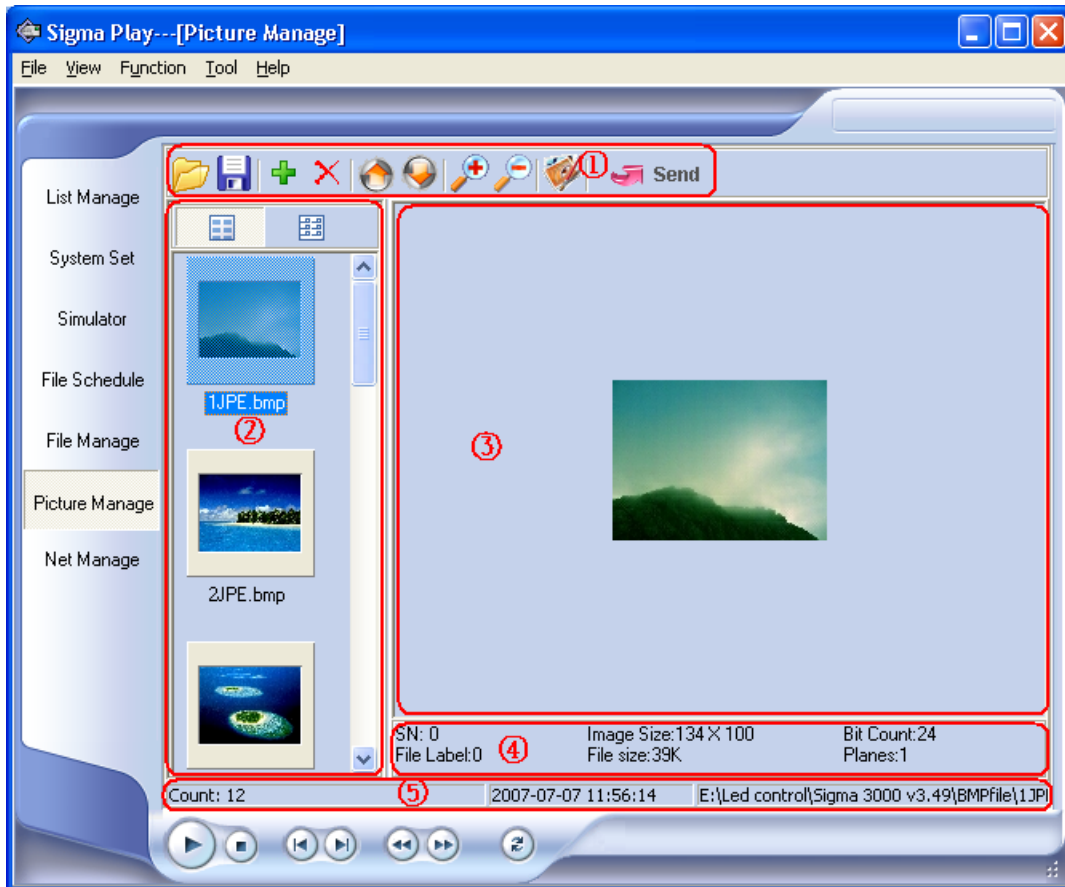 Sigma Play---[Picture Manage]
File View Function Tool Help
① Send
List Manage
System Set
Simulator
File Schedule
File Manage
Picture Manage
Net Manage
1JPE.bmp
②
2JPE.bmp
③
SN: 0 Image Size:134 X 100 Bit Count:24
File Label:0 ④ File size:39K Planes:1
Count: 12 ⑤ 2007-07-07 11:56:14 E:\Led control\Sigma 3000 v3.49\BMPfile\1JP